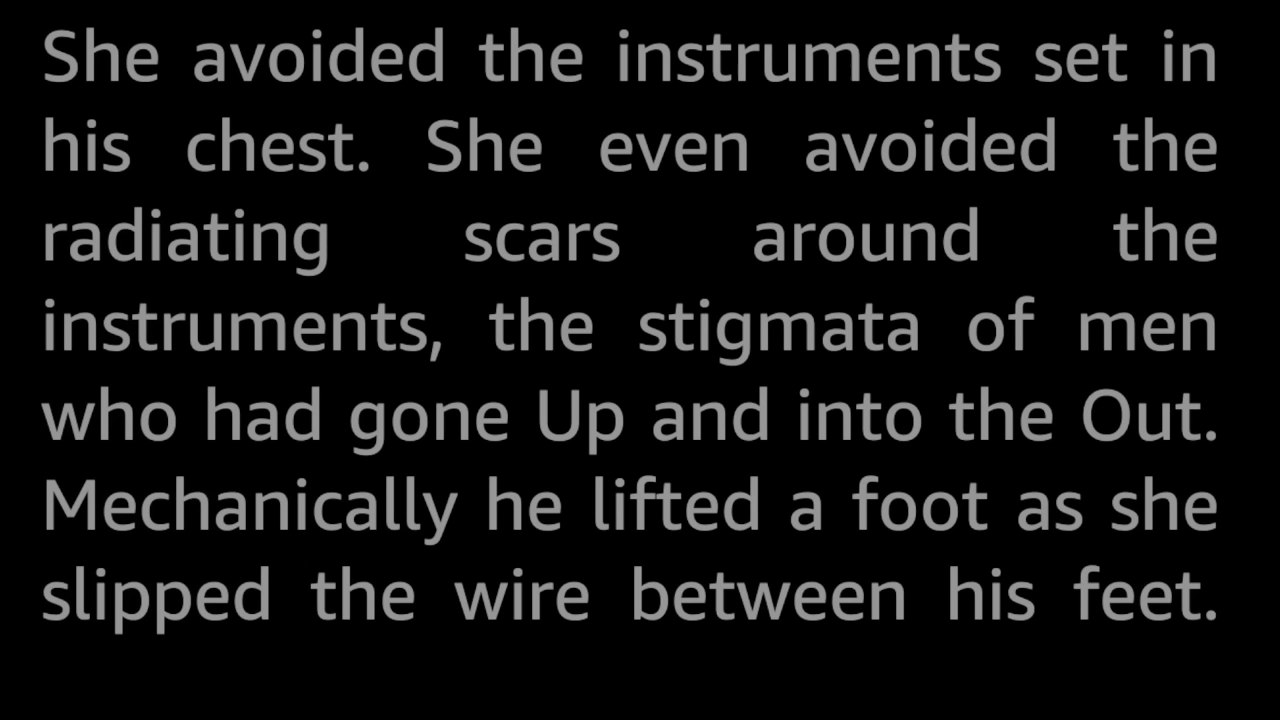 She avoided the instruments set in
his chest. She even avoided the
radiating scars around the
instruments, the stigmata of men
who had gone Up and into the Out.
Mechanically he lifted a foot as she
slipped the wire between his feet.